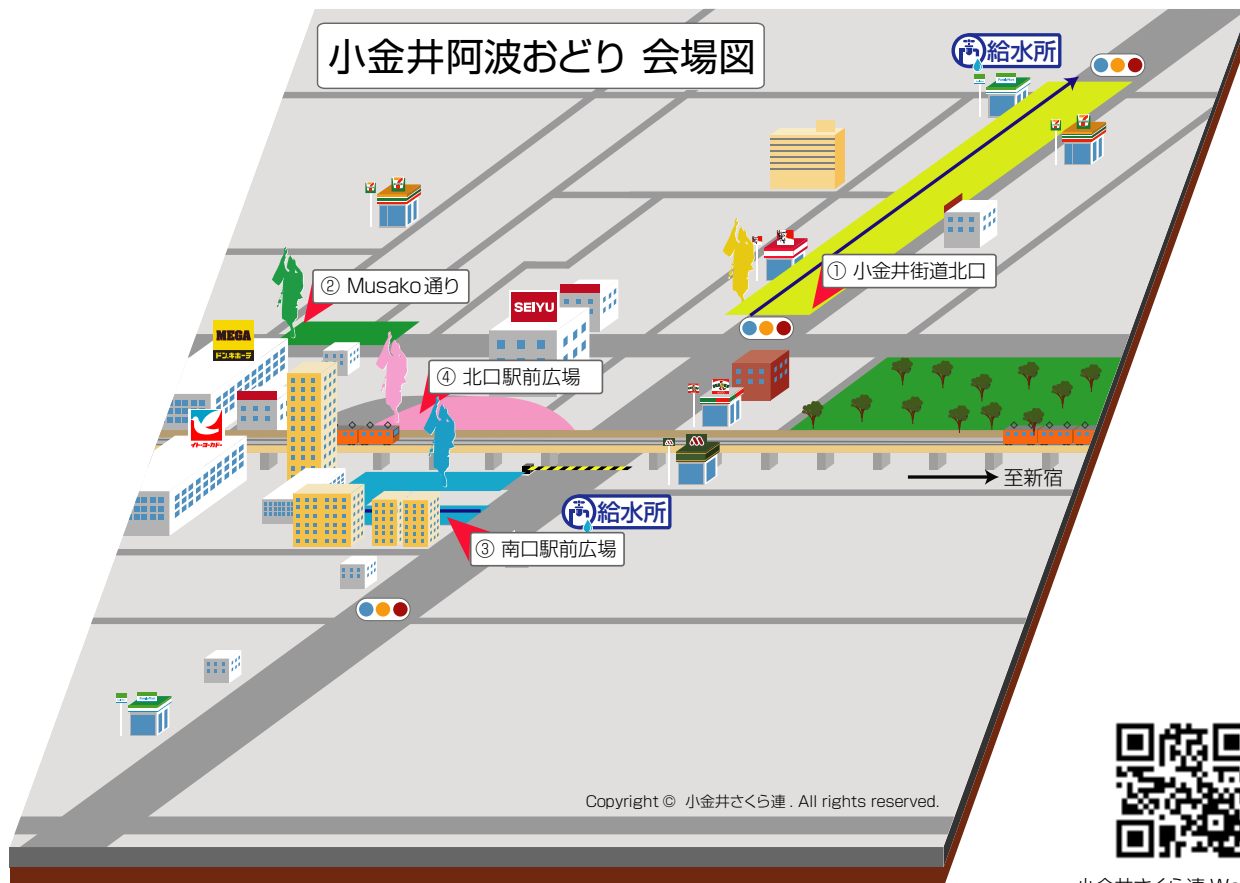 小金井阿波おどり 会場図
給水所
① 小金井街道北口
② Musako通り
SEIYU
MEGA
ドン.キホーテ
④ 北口駅前広場
イトーヨーカドー
至新宿
給水所
③ 南口駅前広場
Copyright © 小金井さくら連 . All rights reserved.